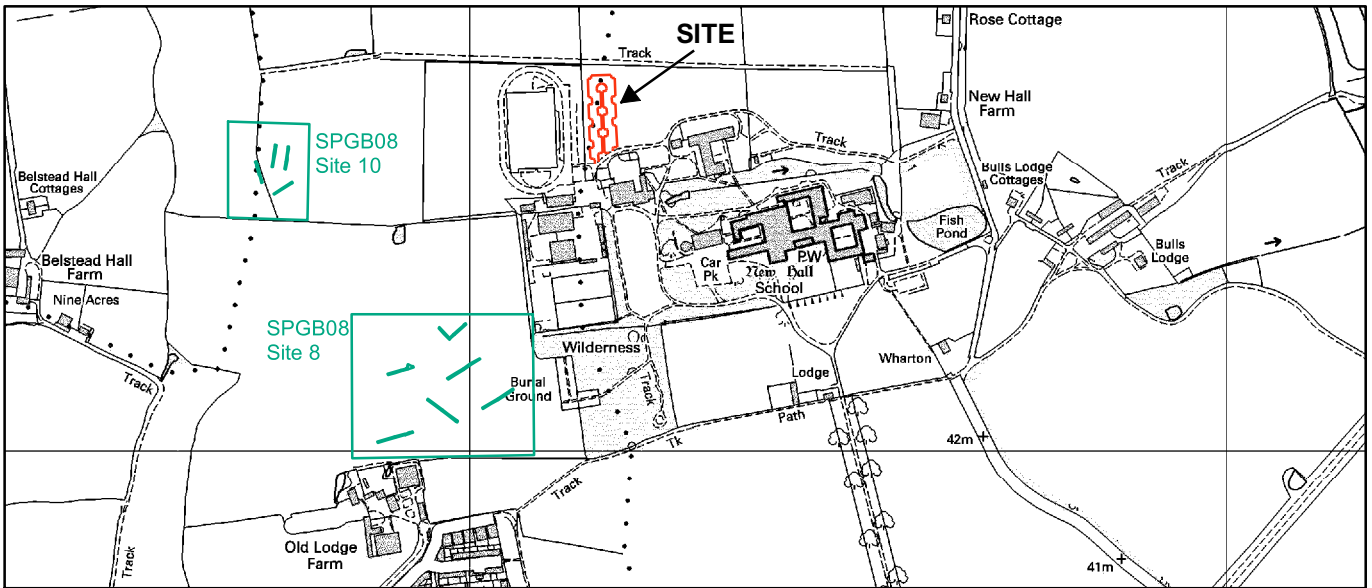 Rose Cottage
SITE
Track
New Hall
Farm
SPGB08
Site 10
Track
Belstead Hall
Cottages
Bulls Lodge
Cottages
Track
Fish
Pond
Belstead Hall
Farm
Nine Acres
Car
Pk
PW
New Hall
School
Bulls
Lodge
SPGB08
Site 8
Wilderness
Wharton
Track
Burial
Ground
Track
Lodge
Path
Tk
42m
Track
Old Lodge
Farm
Track
41m